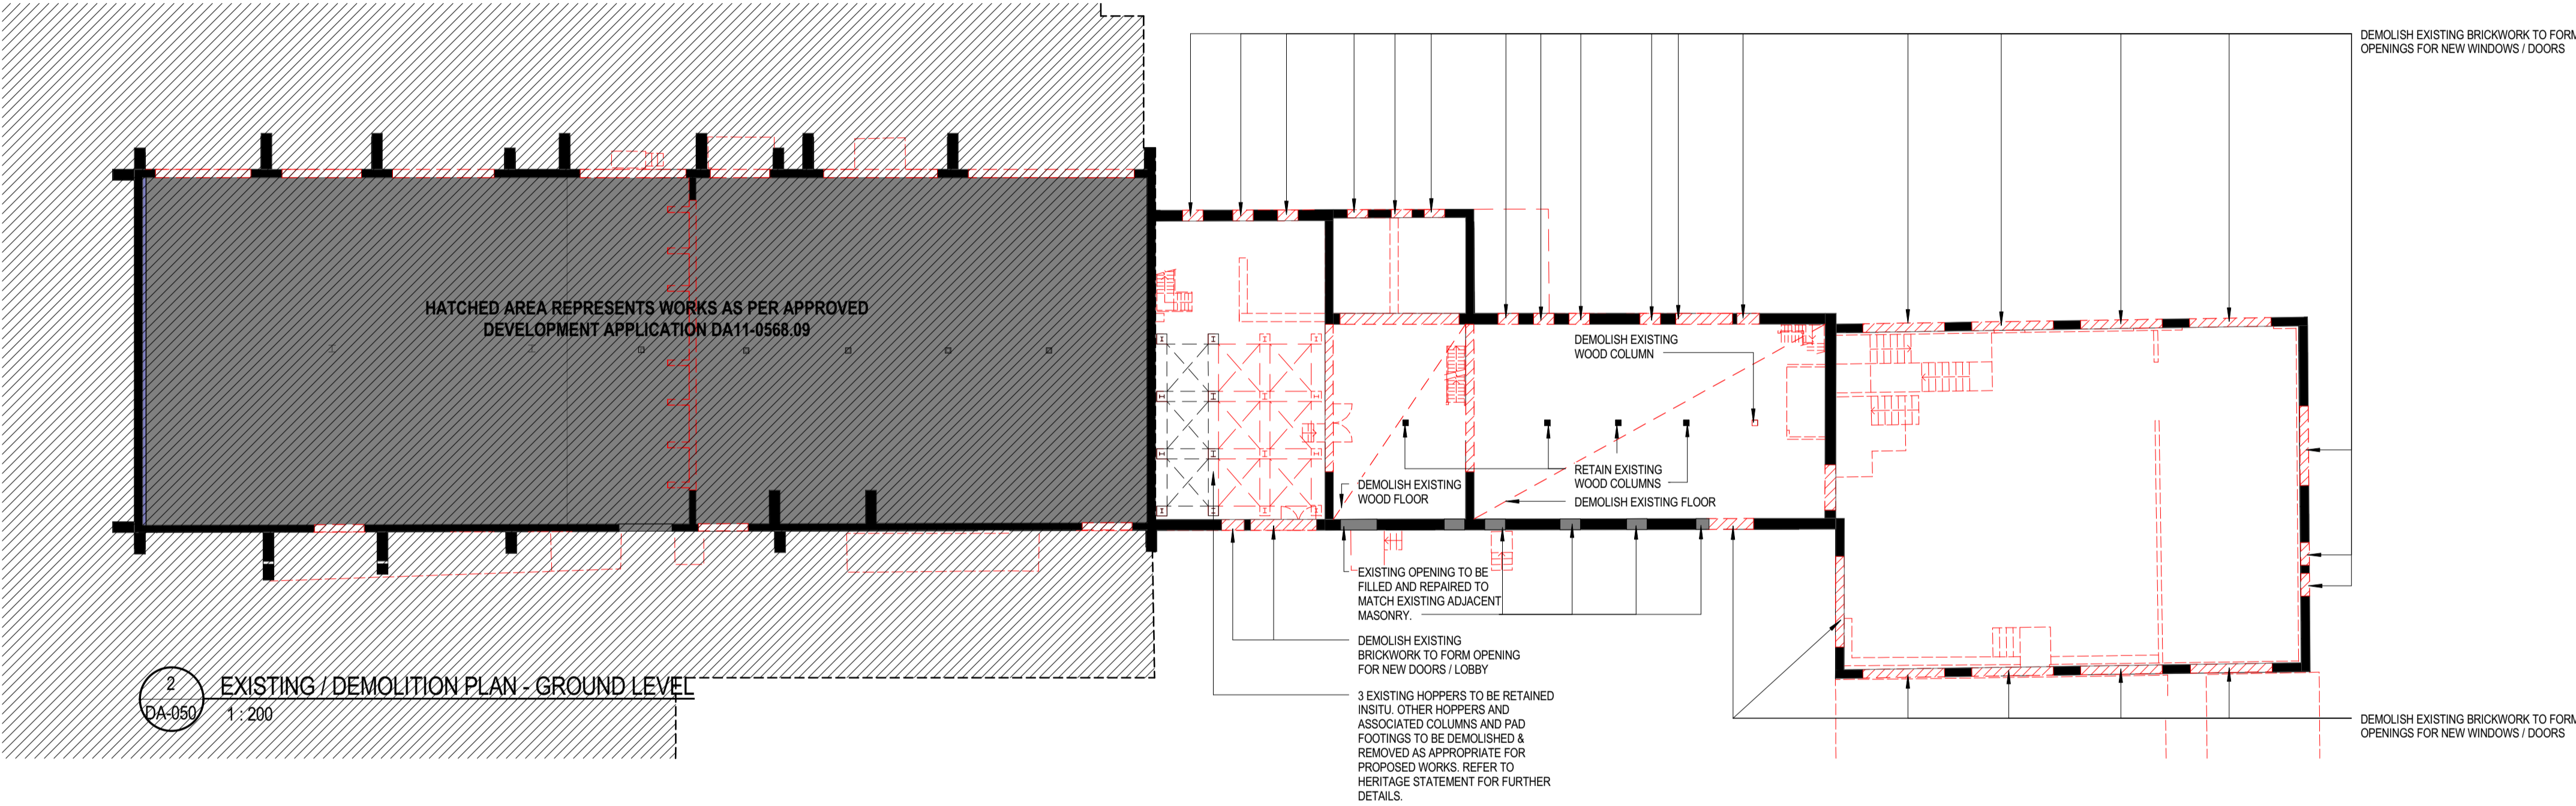 DEMOLISH EXISTING BRICKWORK TO FORM
OPENINGS FOR NEW WINDOWS / DOORS
HATCHED AREA REPRESENTS WORKS AS PER APPROVED
DEVELOPMENT APPLICATION DA11-0568.09
DEMOLISH EXISTING
WOOD COLUMN
RETAIN EXISTING
WOOD COLUMNS
DEMOLISH EXISTING
WOOD FLOOR
DEMOLISH EXISTING FLOOR
EXISTING OPENING TO BE
FILLED AND REPAIRED TO
MATCH EXISTING ADJACENT
MASONRY.
DEMOLISH EXISTING
BRICKWORK TO FORM OPENING
FOR NEW DOORS / LOBBY
3 EXISTING HOPPERS TO BE RETAINED
INSITU. OTHER HOPPERS AND
ASSOCIATED COLUMNS AND PAD
FOOTINGS TO BE DEMOLISHED &
REMOVED AS APPROPRIATE FOR
PROPOSED WORKS. REFER TO
HERITAGE STATEMENT FOR FURTHER
DETAILS.
2
DA-050
EXISTING / DEMOLITION PLAN - GROUND LEVEL
1 : 200
DEMOLISH EXISTING BRICKWORK TO FORM
OPENINGS FOR NEW WINDOWS / DOORS